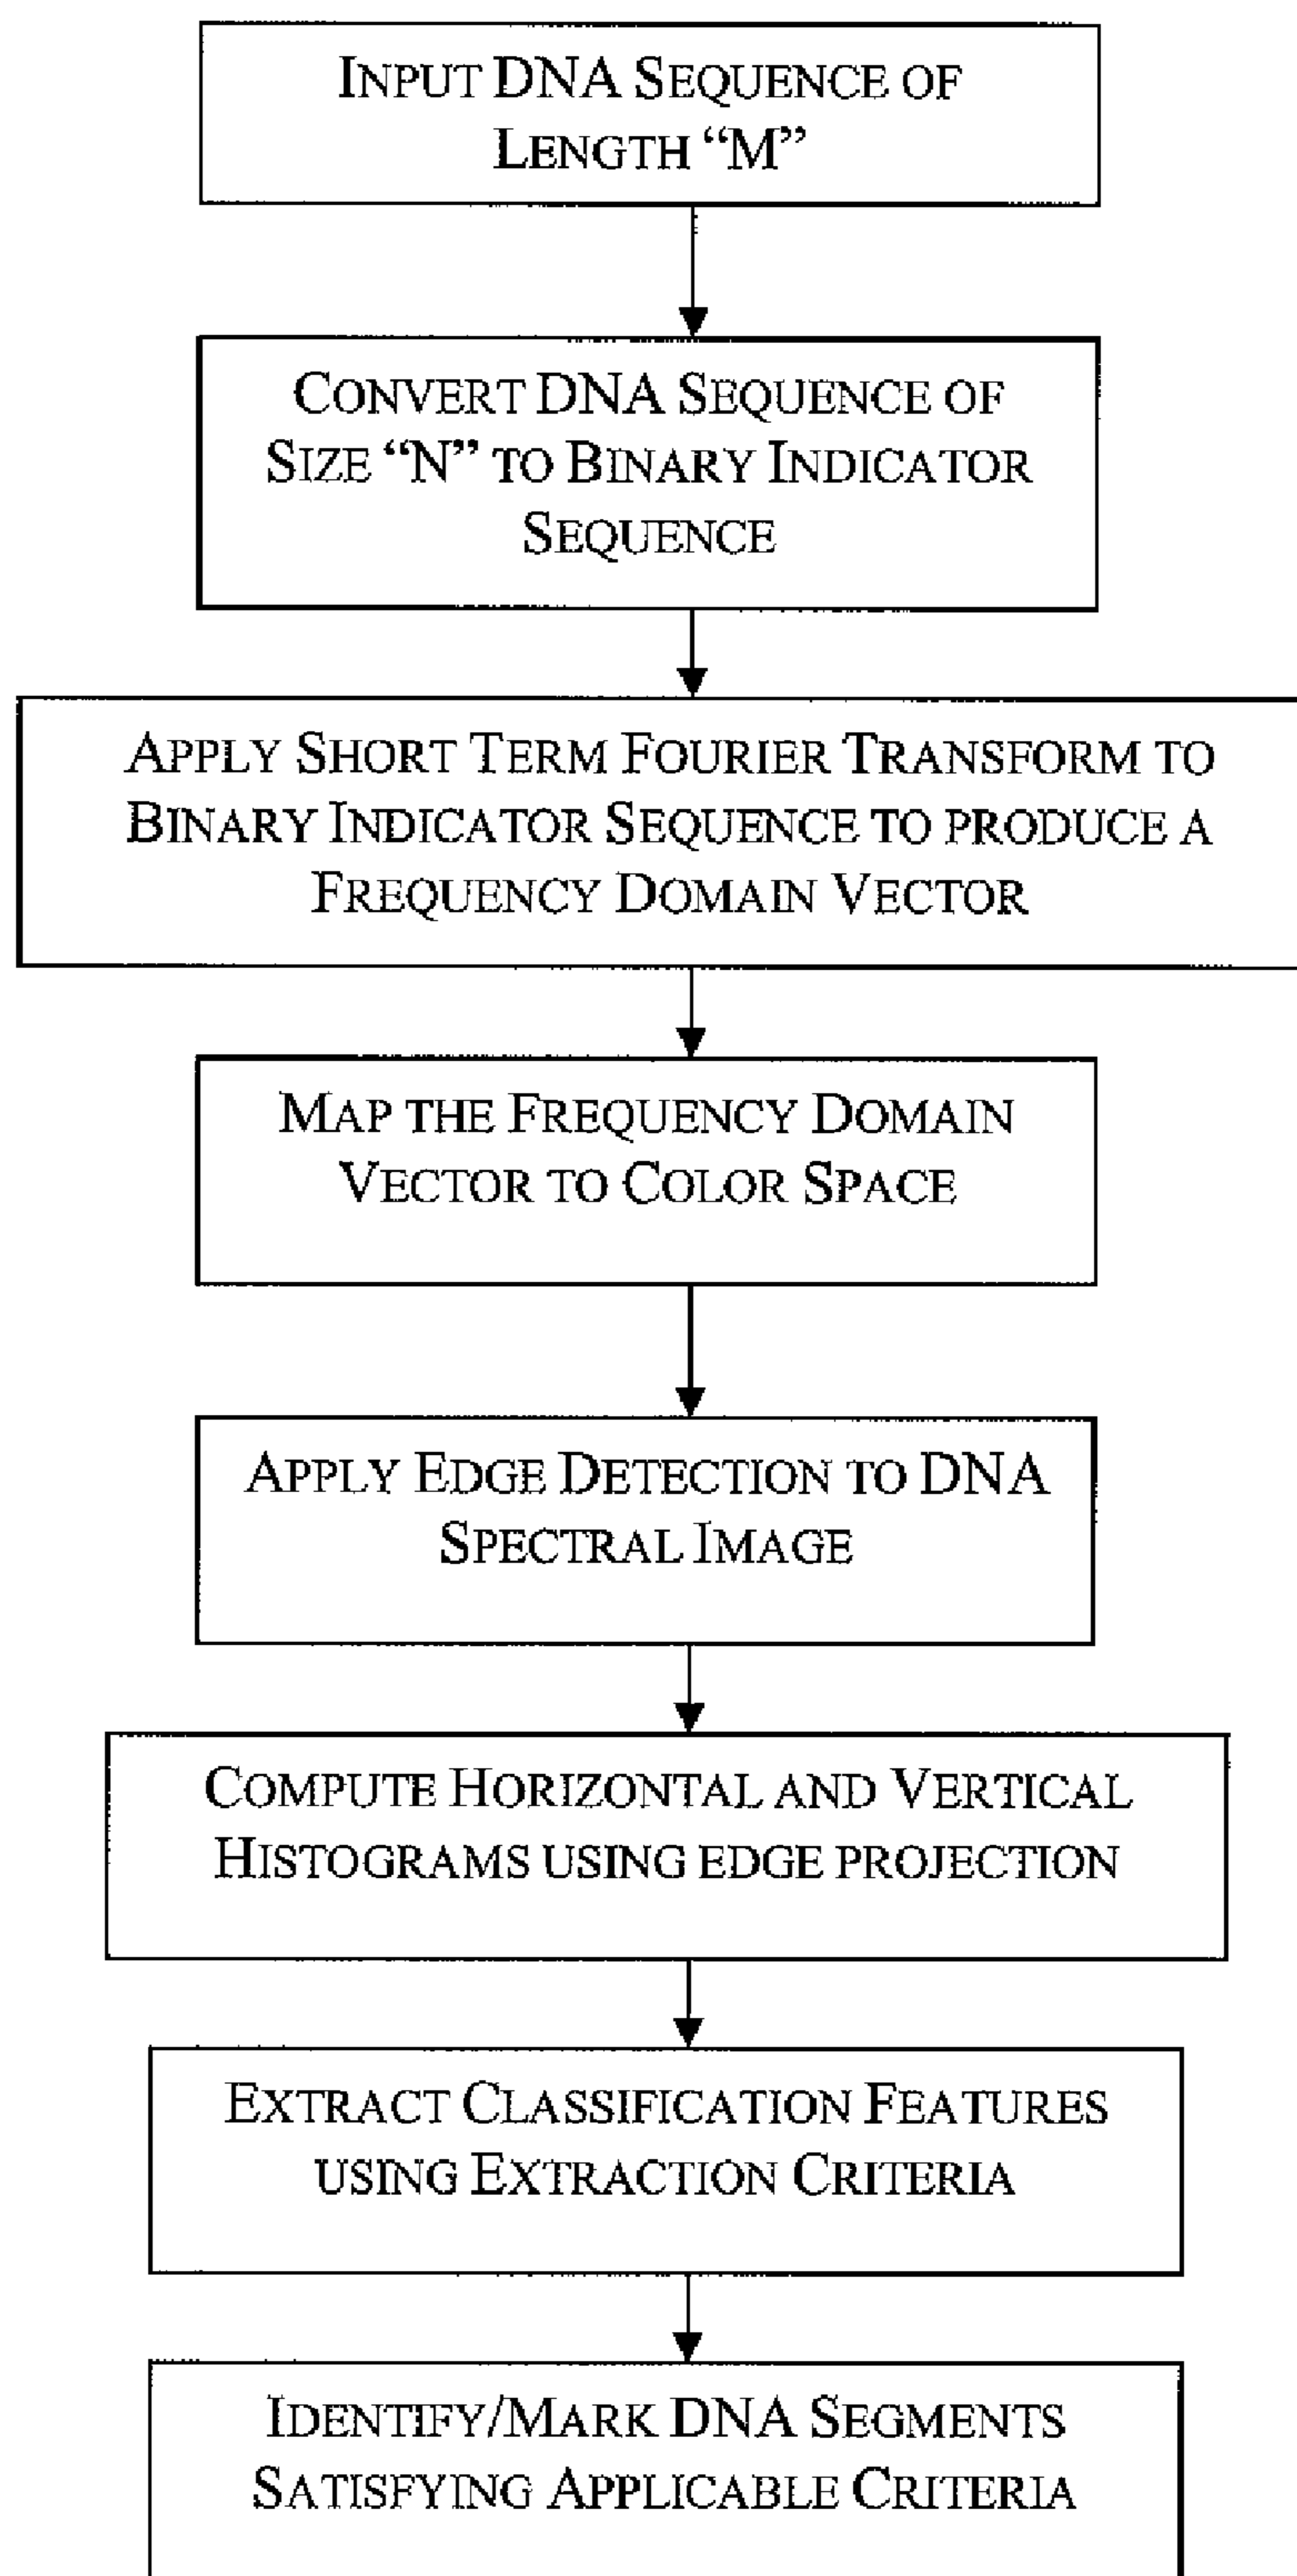 INPUT DNA SEQUENCE OF
LENGTH “M”
CONVERT DNA SEQUENCE OF
SIZE “N” TO BINARY INDICATOR
SEQUENCE
APPLY SHORT TERM FOURIER TRANSFORM TO
BINARY INDICATOR SEQUENCE TO PRODUCE A
FREQUENCY DOMAIN VECTOR
MAP THE FREQUENCY DOMAIN
VECTOR TO COLOR SPACE
APPLY EDGE DETECTION TO DNA
SPECTRAL IMAGE
COMPUTE HORIZONTAL AND VERTICAL
HISTOGRAMS USING EDGE PROJECTION
EXTRACT CLASSIFICATION FEATURES
USING EXTRACTION CRITERIA
IDENTIFY/MARK DNA SEGMENTS
SATISFYING APPLICABLE CRITERIA